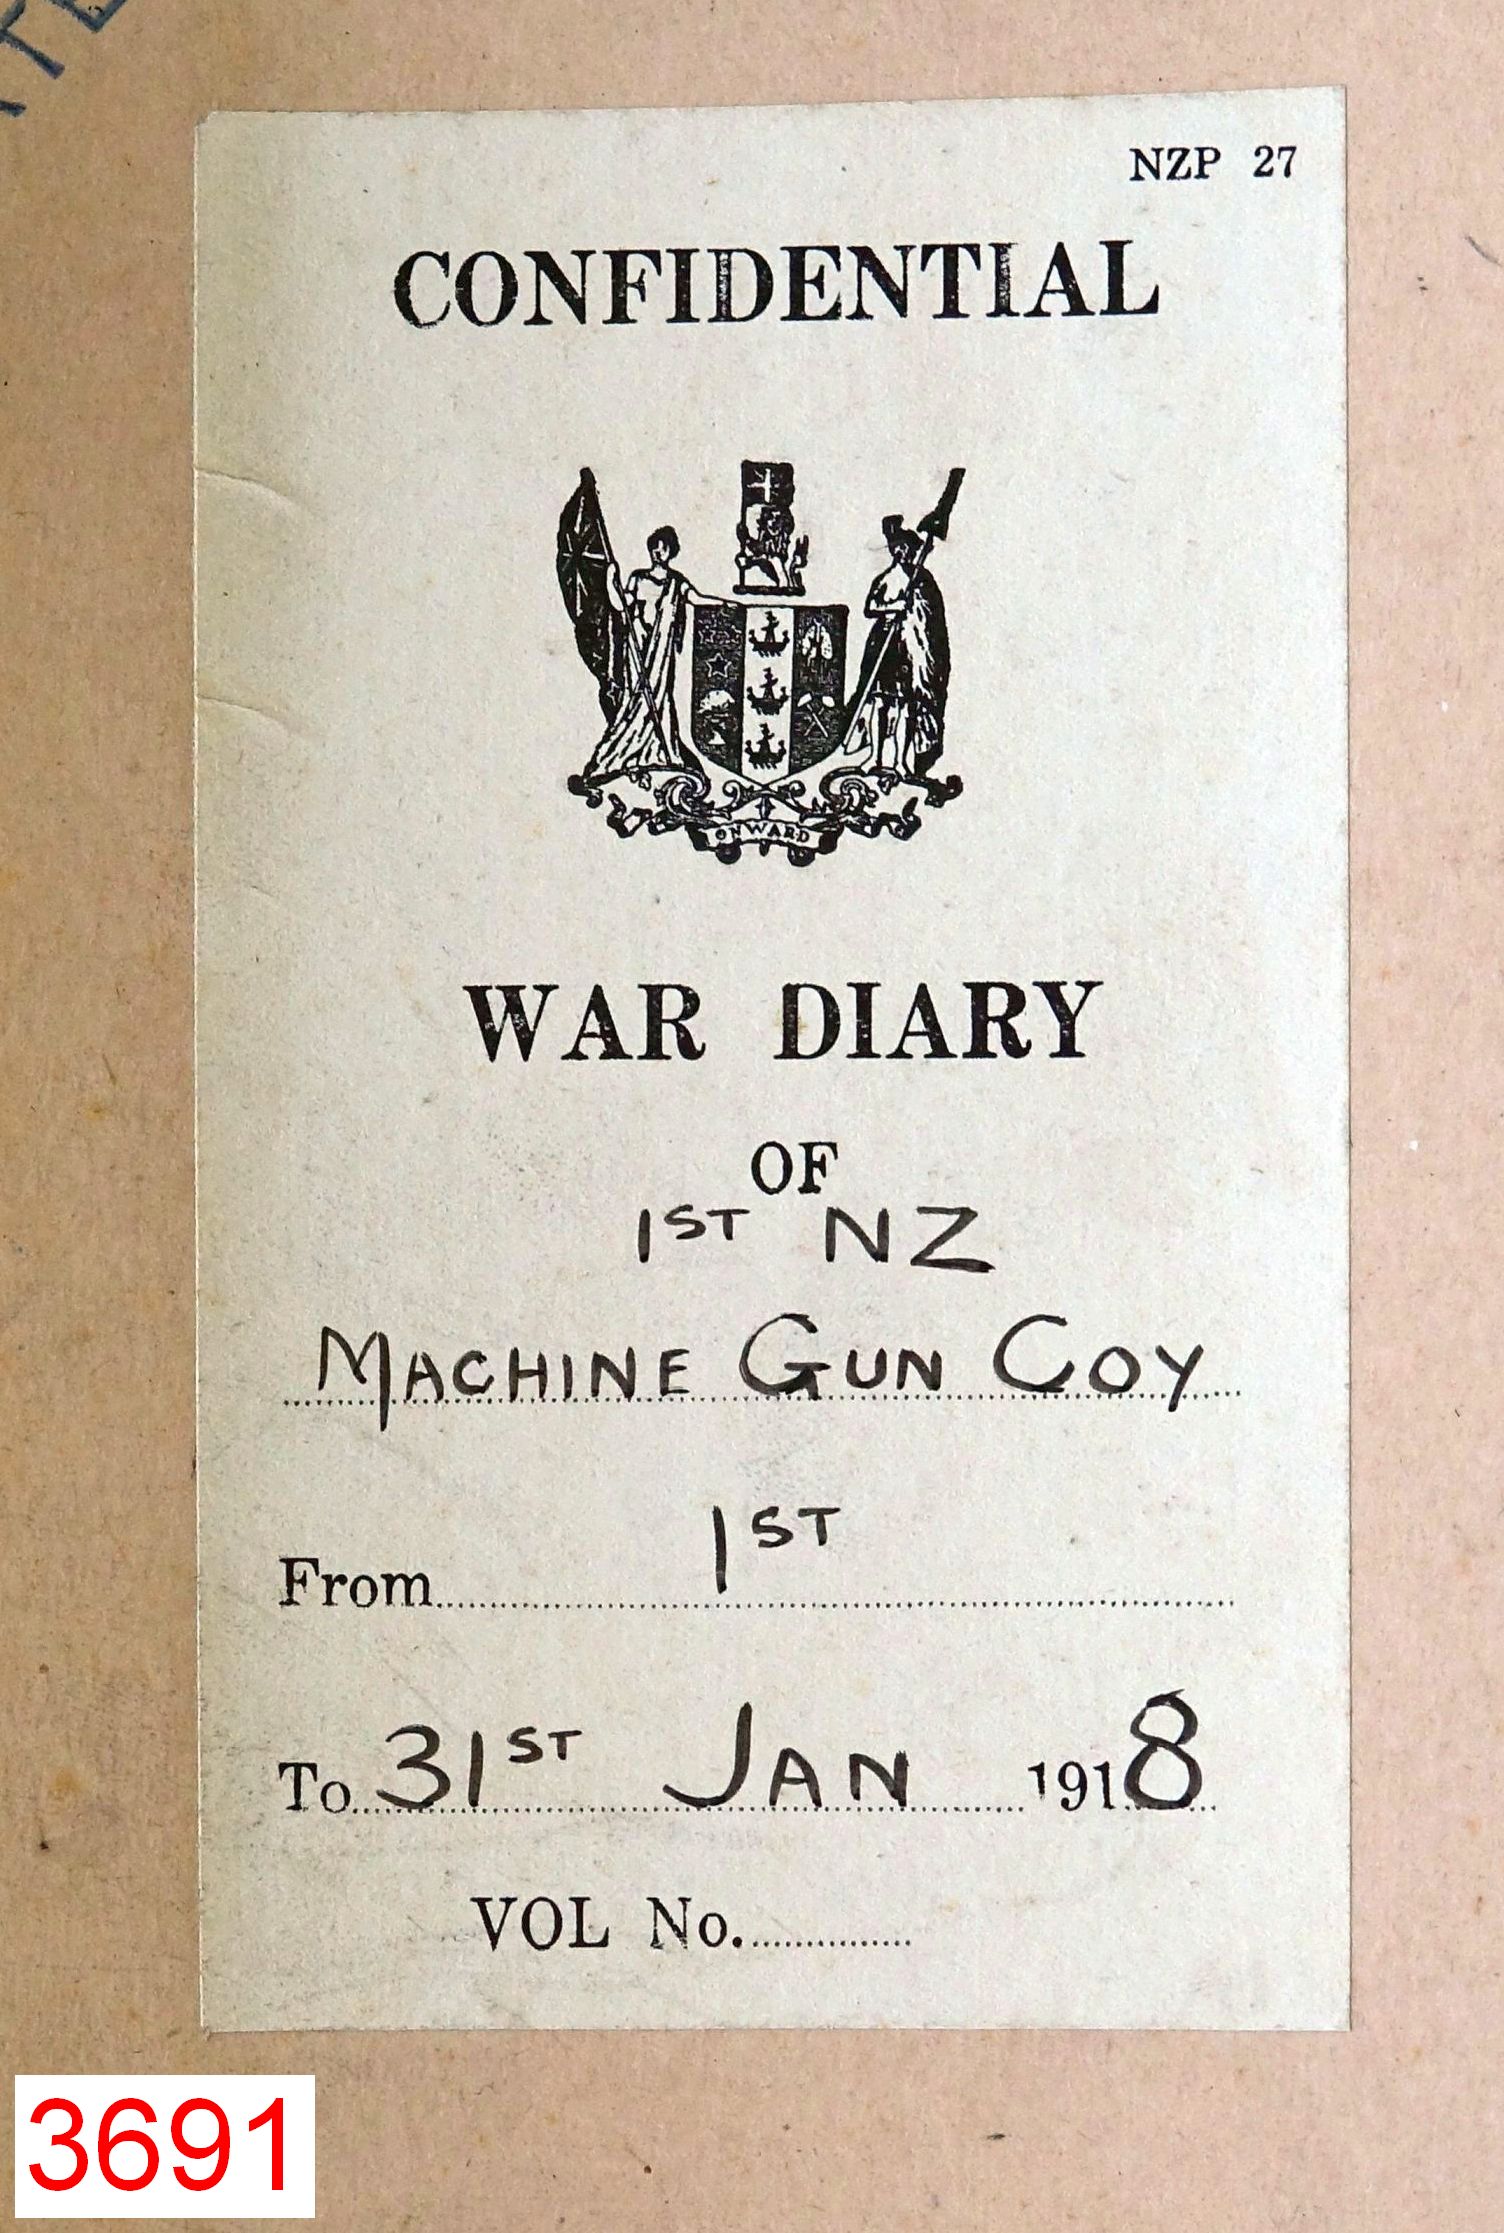 NZP 27
CONFIDENTIAL
ONWARD
WAR DIARY
OF
1ST NZ
MACHINE GUN COY
From 1ST
To 31ST JAN 1918
VOL No.
3691